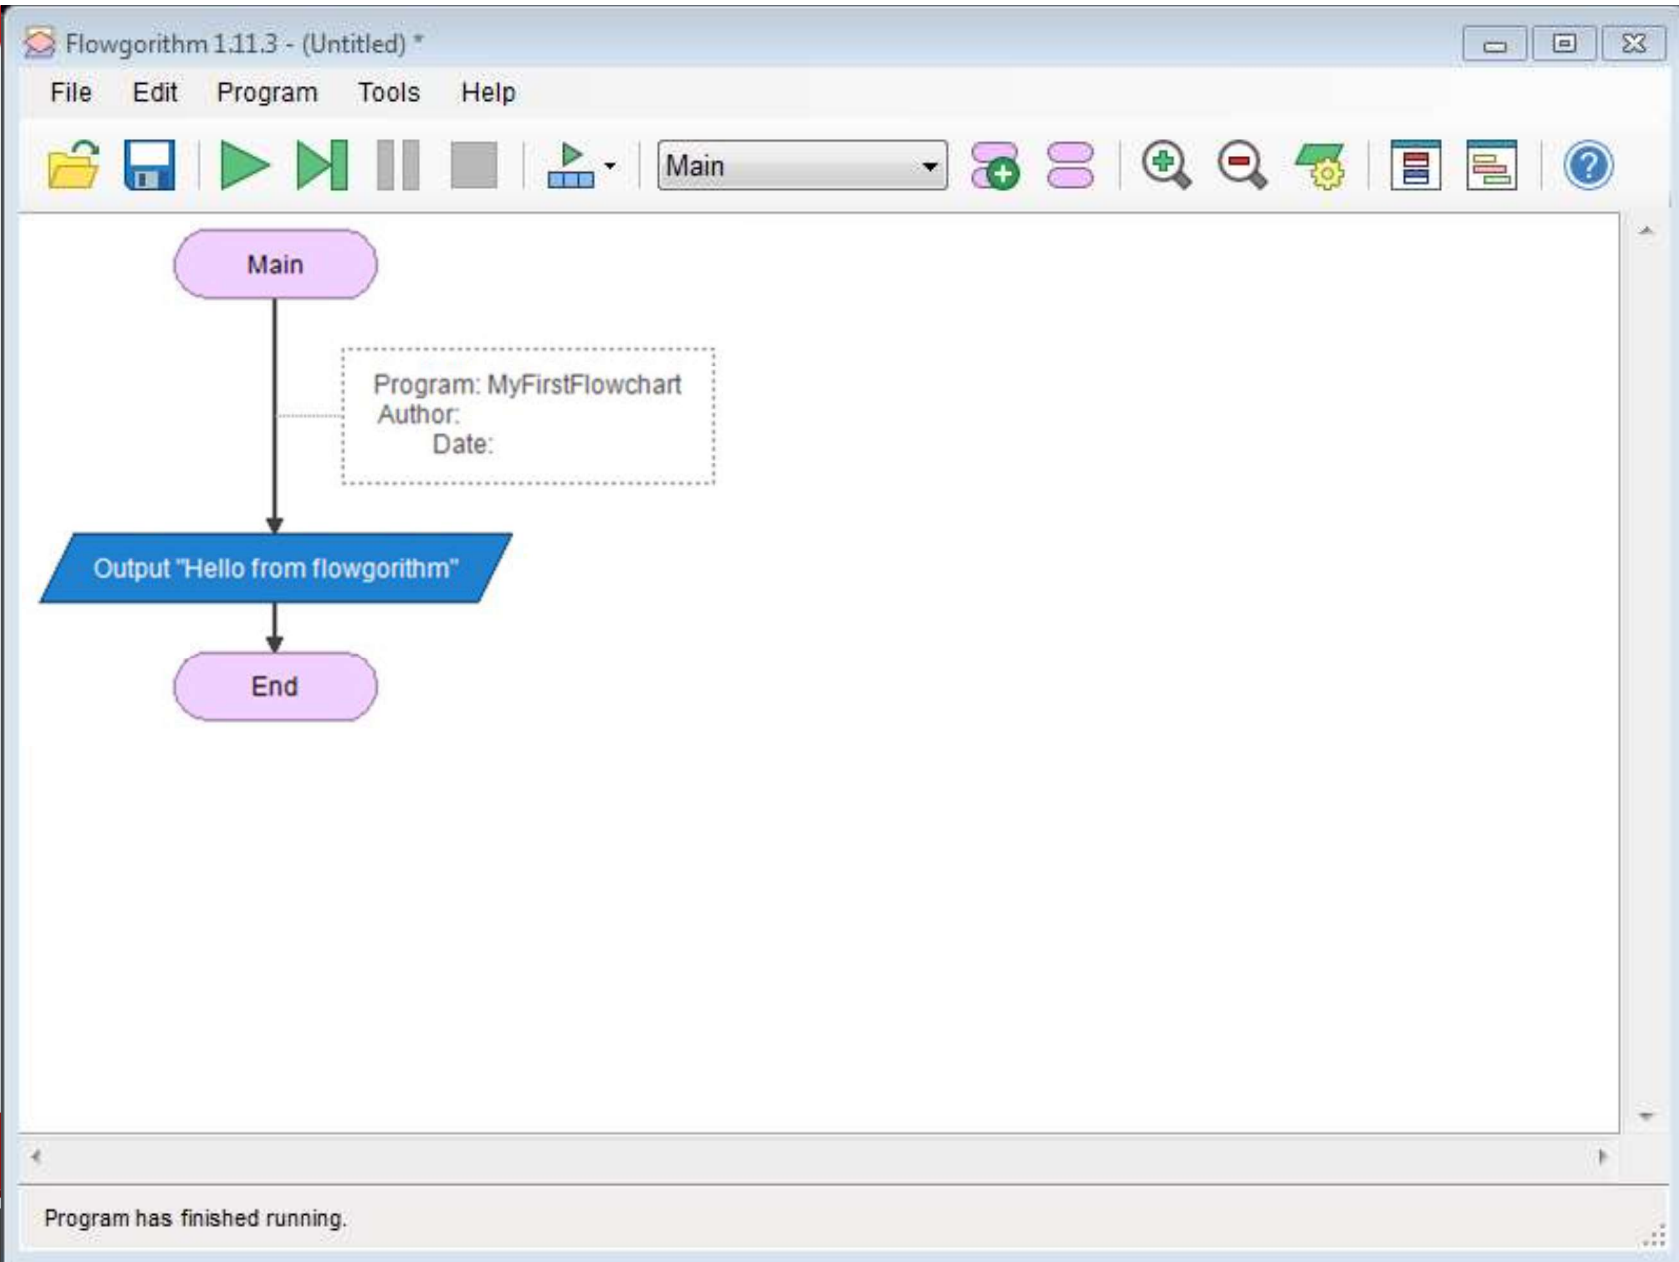 Flowgorithm 1.11.3 - (Untitled) *
File Edit Program Tools Help
Main
Main
Program: MyFirstFlowchart
Author:
Date:
Output "Hello from flowgorithm"
End
Program has finished running.